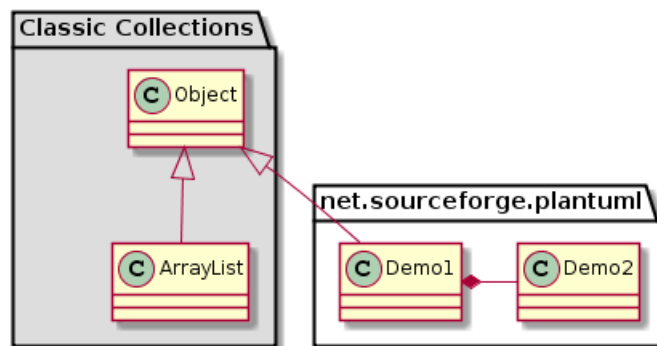 Classic Collections
C Object
net.sourceforge.plantuml
C ArrayList
C Demo1
C Demo2